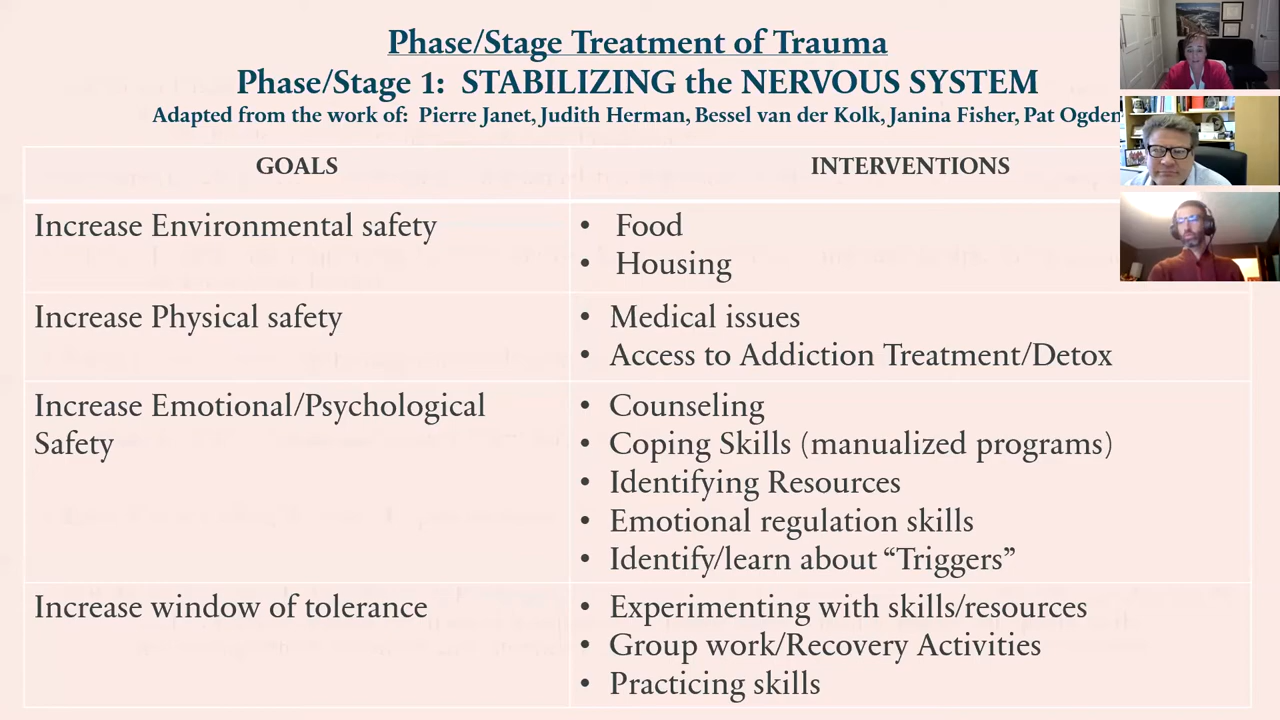 Phase/Stage Treatment of Trauma
Phase/Stage 1: STABILIZING the NERVOUS SYSTEM
Adapted from the work of: Pierre Janet, Judith Herman, Bessel van der Kolk, Janina Fisher, Pat Ogden
GOALS
INTERVENTIONS
Increase Environmental safety
• Food
• Housing
Increase Physical safety
• Medical issues
• Access to Addiction Treatment/Detox
Increase Emotional/Psychological
Safety
• Counseling
• Coping Skills (manualized programs)
• Identifying Resources
• Emotional regulation skills
• Identify/learn about “Triggers”
Increase window of tolerance
• Experimenting with skills/resources
• Group work/Recovery Activities
• Practicing skills